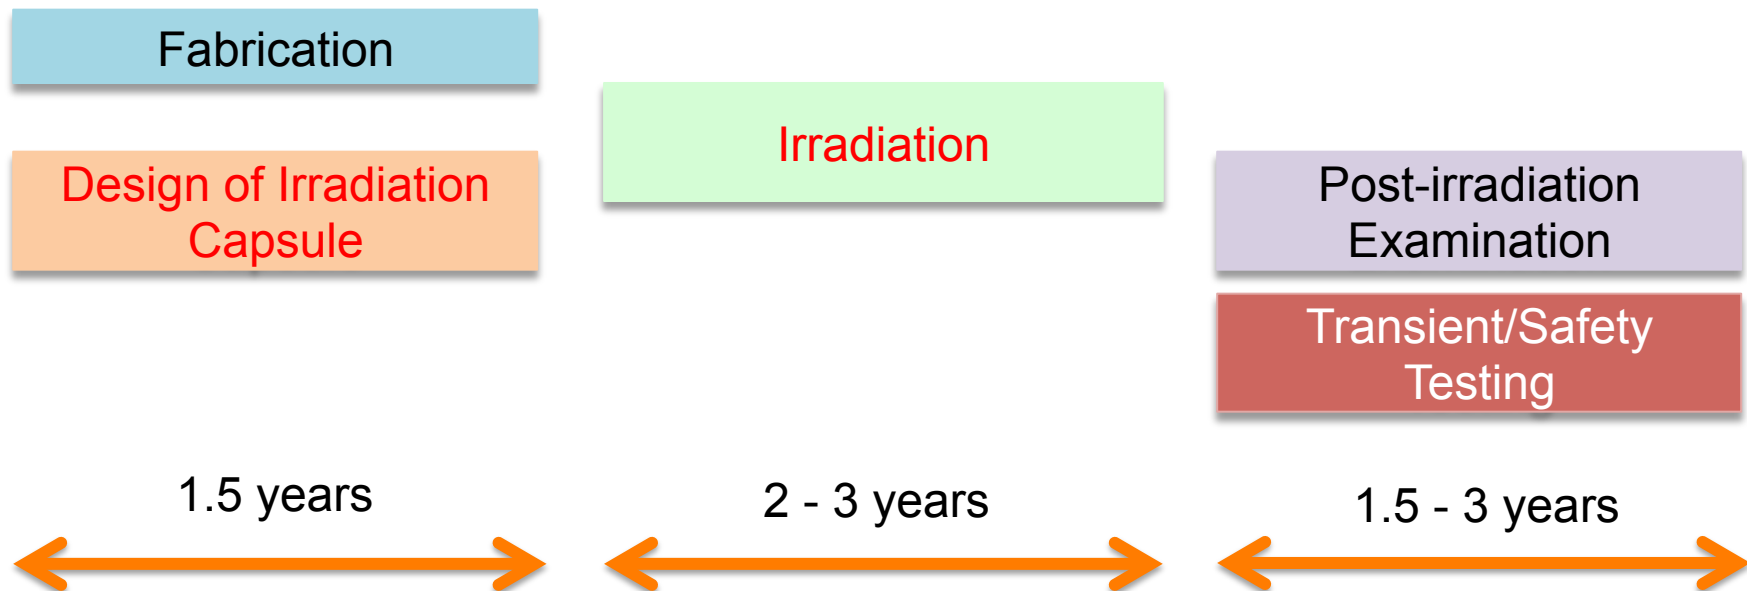 Fabrication
Design of Irradiation
Capsule
Irradiation
Post-irradiation
Examination
Transient/Safety
Testing
1.5 years
2 - 3 years
1.5 - 3 years